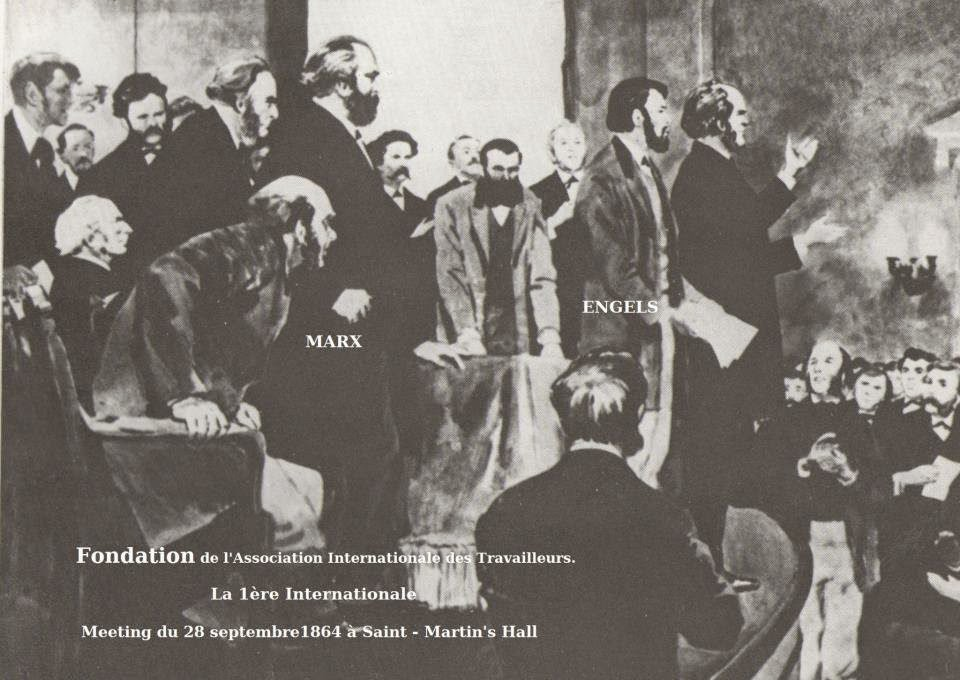 ENGELS
MARX
Fondation de l'Association Internationale des Travailleurs.
La 1ère Internationale
Meeting du 28 septembre1864 à Saint - Martin's Hall